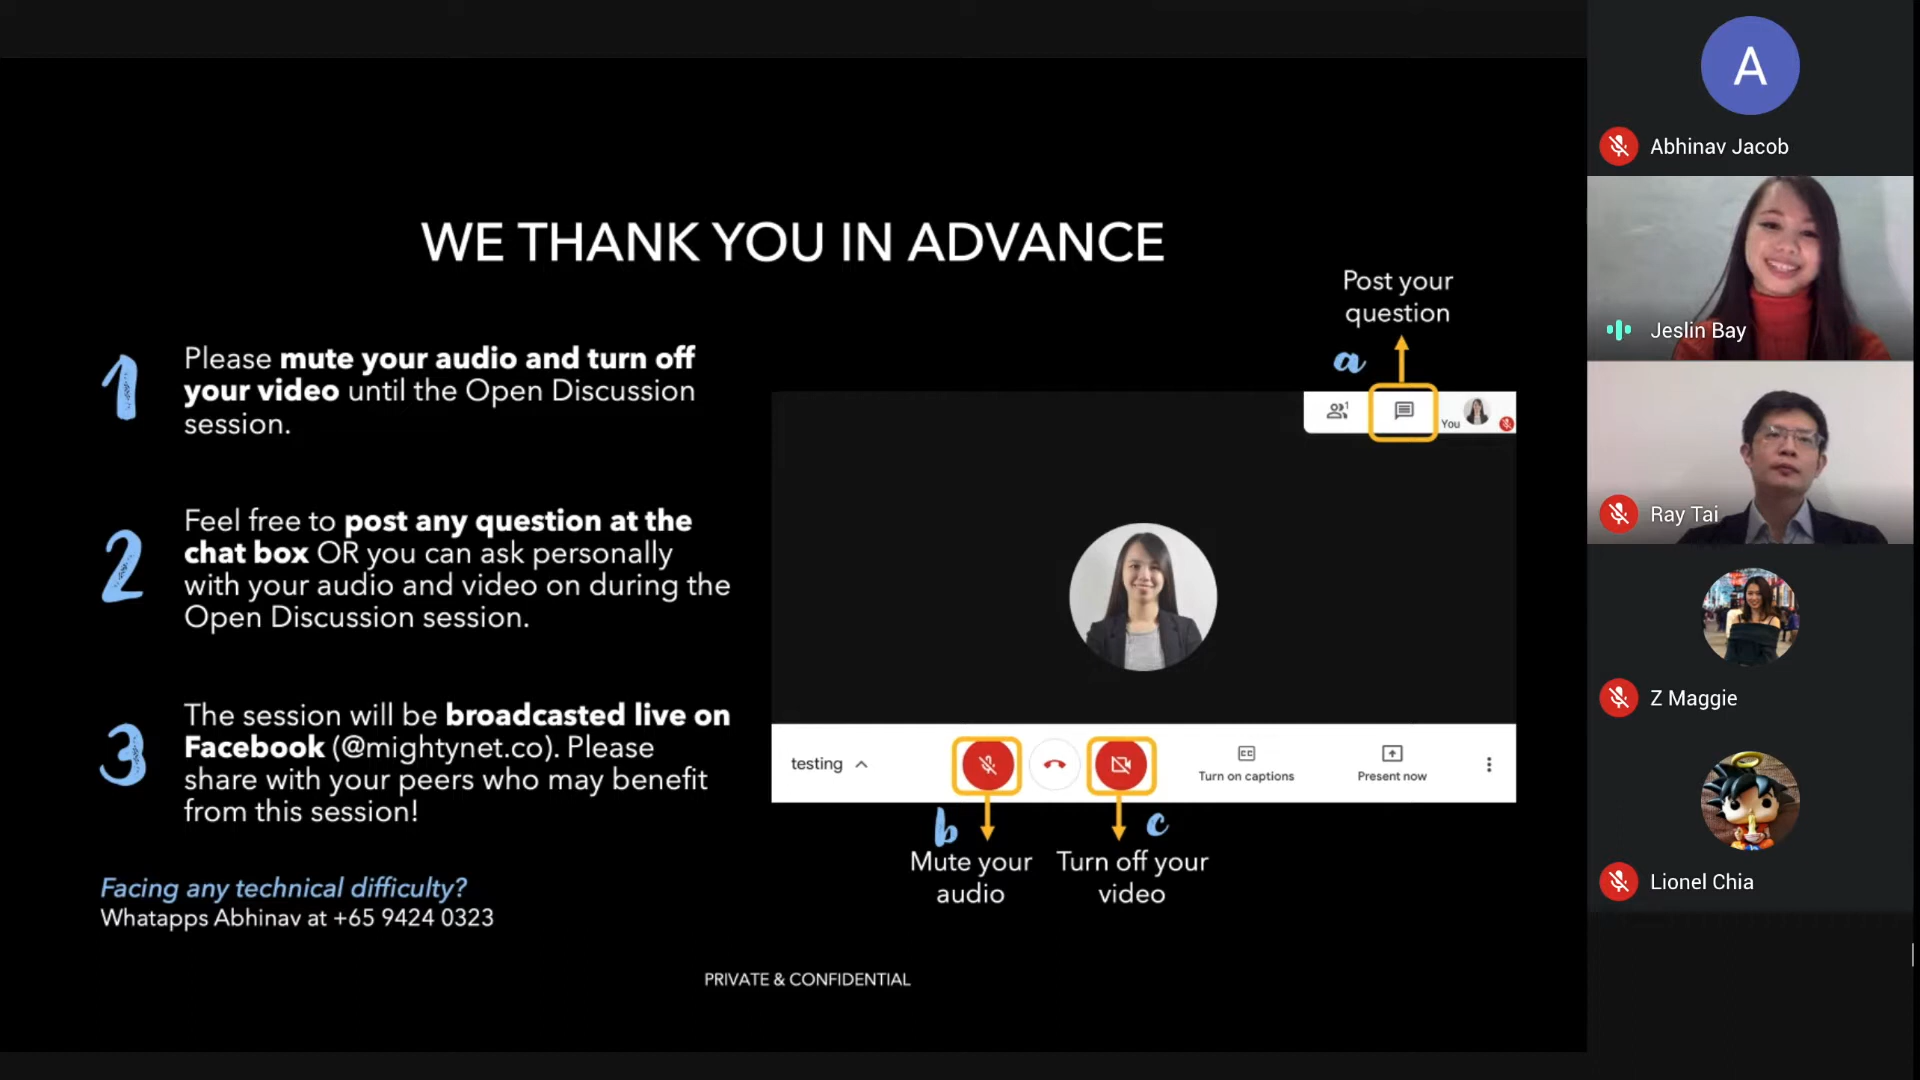 WE THANK YOU IN ADVANCE
1
Please mute your audio and turn off
your video until the Open Discussion
session.
2
Feel free to post any question at the
chat box OR you can ask personally
with your audio and video on during the
Open Discussion session.
3
The session will be broadcasted live on
Facebook (@mightynet.co). Please
share with your peers who may benefit
from this session!
Facing any technical difficulty?
Whatapps Abhinav at +65 9424 0323
Post your
question
a
1
You
testing
CC
Turn on captions
Present now
b
Mute your
audio
c
Turn off your
video
PRIVATE & CONFIDENTIAL
A
Abhinav Jacob
Jeslin Bay
Ray Tai
Z Maggie
Lionel Chia